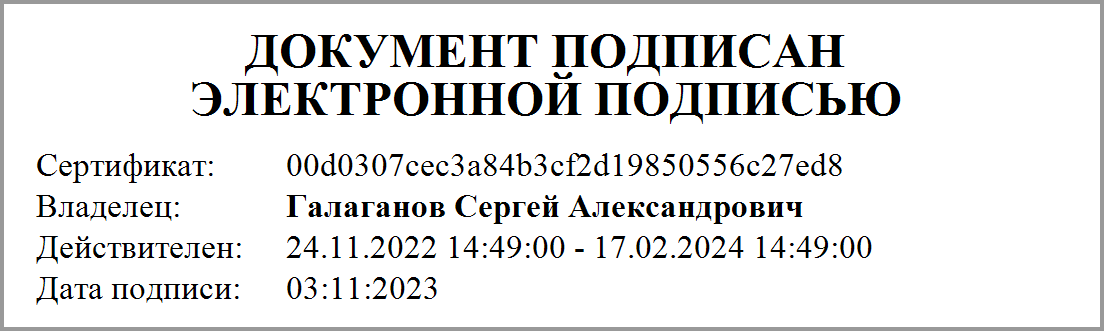 ДОКУМЕНТ ПОДПИСАН
ЭЛЕКТРОННОЙ ПОДПИСЬЮ
Сертификат: 00d0307cec3a84b3cf2d19850556c27ed8
Владелец: Галаганов Сергей Александрович
Действителен: 24.11.2022 14:49:00 - 17.02.2024 14:49:00
Дата подписи: 03:11:2023